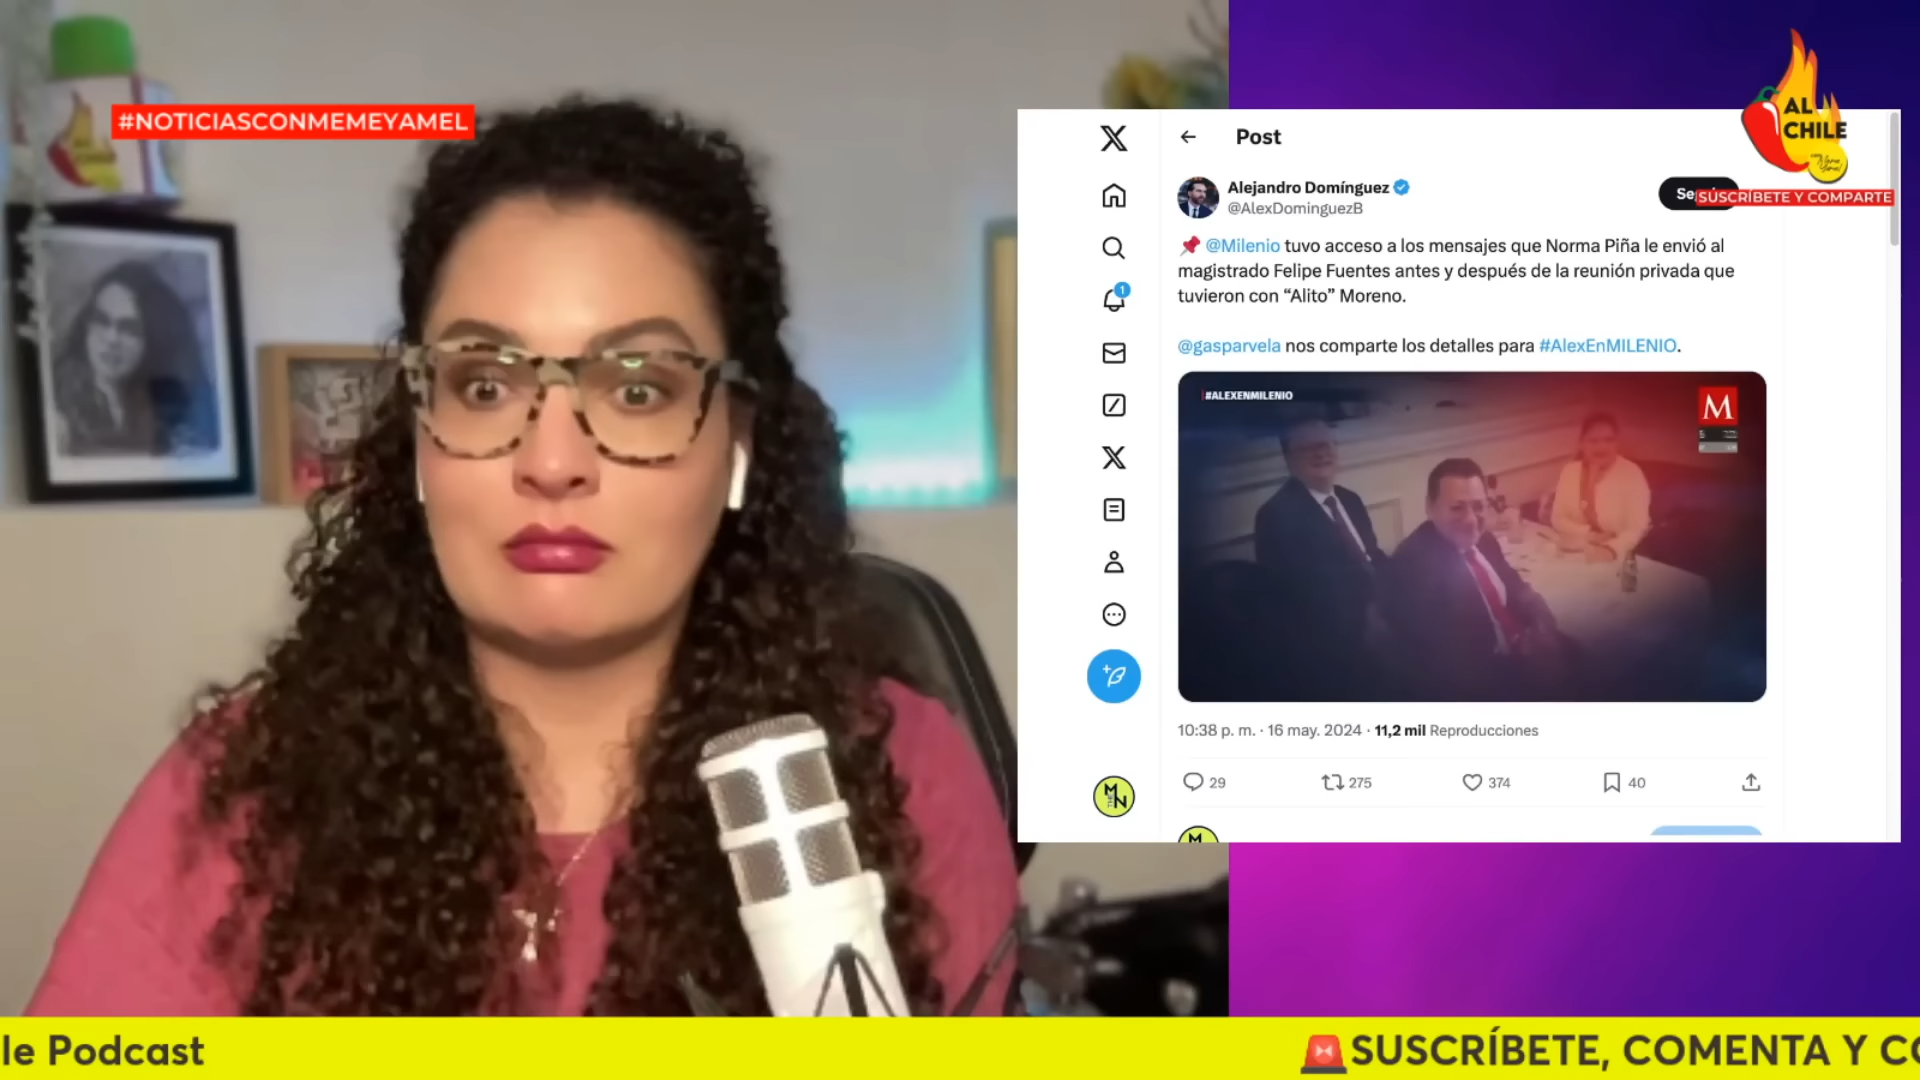 #NOTICIASCONMEMEYAMEL
AL
CHILE
SUSCRÍBETE Y COMPARTE
Post
Alejandro Domínguez
@AlexDominguezB
@Milenio tuvo acceso a los mensajes que Norma Piña le envió al
magistrado Felipe Fuentes antes y después de la reunión privada que
tuvieron con “Alito” Moreno.
@gasparvela nos comparte los detalles para #AlexEnMILENIO.
#ALEXENMILENIO
M
10:38 p. m. · 16 may. 2024 · 11,2 mil Reproducciones
29
275
374
40
1
le Podcast
SUSCRÍBETE, COMENTA Y CO